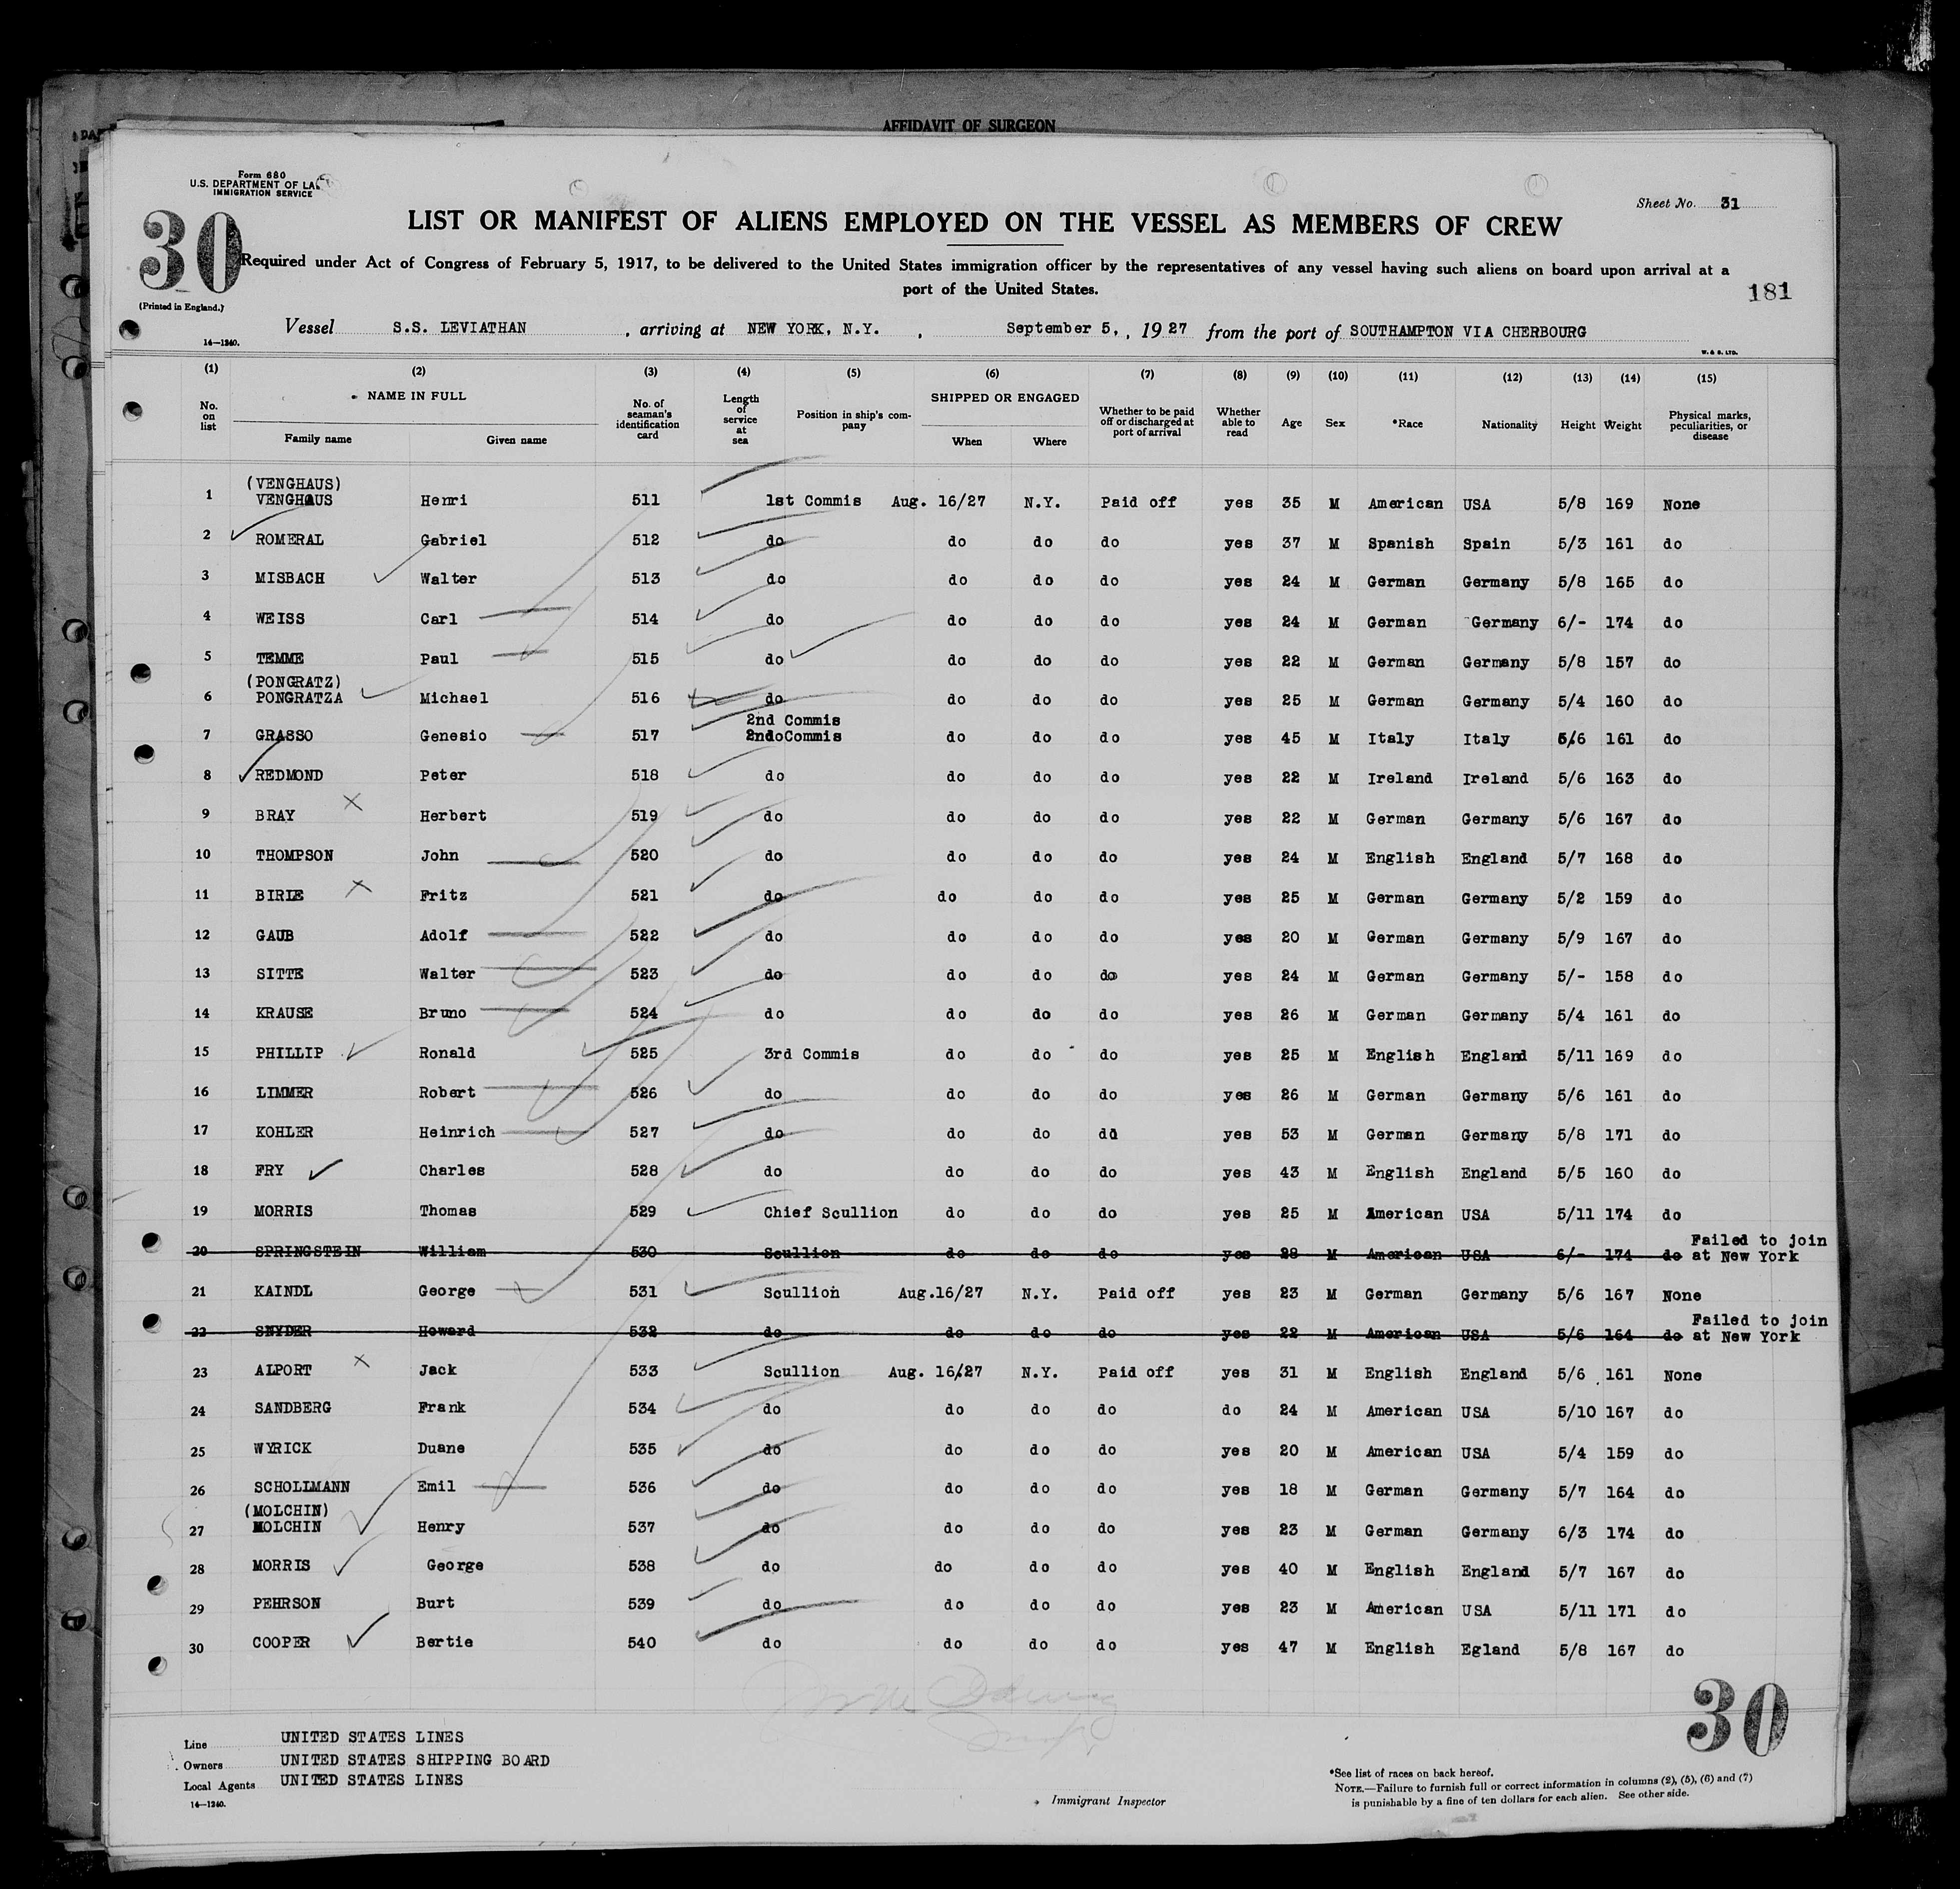 AFFIDAVIT OF SURGEON
Form 680
U.S. DEPARTMENT OF LA
IMMIGRATION SERVICE
Sheet No. 31
30
LIST OR MANIFEST OF ALIENS EMPLOYED ON THE VESSEL AS MEMBERS OF CREW
Required under Act of Congress of February 5, 1917, to be delivered to the United States immigration officer by the representatives of any vessel having such aliens on board upon arrival at a
port of the United States.
181
(Printed in England.)
Vessel S.S. LEVIATHAN , arriving at NEW YORK, N.Y. , September 5, , 1927 from the port of SOUTHAMPTON VIA CHERBOURG
14—1240.
W. & S. LTD.
(1) (2) (3) (4) (5) (6) (7) (8) (9) (10) (11) (12) (13) (14) (15)
No. on list NAME IN FULL Family name Given name No. of seaman's identification card Length of service at sea Position in ship's company SHIPPED OR ENGAGED When Where Whether to be paid off or discharged at port of arrival Whether able to read Age Sex *Race Nationality Height Weight Physical marks, peculiarities, or disease
(VENGHAUS)
1 VENGHAUS Henri 511 1st Commis Aug. 16/27 N.Y. Paid off yes 35 M American USA 5/8 169 None
2 ROMERAL Gabriel 512 do do do do yes 37 M Spanish Spain 5/3 161 do
3 MISBACH Walter 513 do do do do yes 24 M German Germany 5/8 165 do
4 WEISS Carl 514 do do do do yes 24 M German Germany 6/- 174 do
5 TEMME Paul 515 do do do do yes 22 M German Germany 5/8 157 do
(PONGRATZ)
6 PONGRATZA Michael 516 do do do do yes 25 M German Germany 5/4 160 do
2nd Commis
7 GRASSO Genesio 517 2ndoCommis do do do yes 45 M Italy Italy 5/6 161 do
8 REDMOND Peter 518 do do do do yes 22 M Ireland Ireland 5/6 163 do
9 BRAY Herbert 519 do do do do yes 22 M German Germany 5/6 167 do
10 THOMPSON John 520 do do do do yes 24 M English England 5/7 168 do
11 BIRLE Fritz 521 do do do do yes 25 M German Germany 5/2 159 do
12 GAUB Adolf 522 do do do do yes 20 M German Germany 5/9 167 do
13 SITTE Walter 523 do do do do yes 24 M German Germany 5/- 158 do
14 KRAUSE Bruno 524 do do do do yes 26 M German Germany 5/4 161 do
15 PHILLIP Ronald 525 3rd Commis do do do yes 25 M English England 5/11 169 do
16 LIMMER Robert 526 do do do do yes 26 M German Germany 5/6 161 do
17 KOHLER Heinrich 527 do do do do yes 53 M German Germany 5/8 171 do
18 FRY Charles 528 do do do do yes 43 M English England 5/5 160 do
19 MORRIS Thomas 529 Chief Scullion do do do yes 25 M American USA 5/11 174 do
20 SPRINGSTEIN William 530 Scullion do do do yes 28 M American USA 6/- 174 do Failed to join at New York
21 KAINDL George 531 Scullion Aug.16/27 N.Y. Paid off yes 23 M German Germany 5/6 167 None
22 SNYDER Howard 532 do do do do yes 22 M American USA 5/6 164 do Failed to join at New York
23 ALPORT Jack 533 Scullion Aug. 16/27 N.Y. Paid off yes 31 M English England 5/6 161 None
24 SANDBERG Frank 534 do do do do do 24 M American USA 5/10 167 do
25 WYRICK Duane 535 do do do do yes 20 M American USA 5/4 159 do
26 SCHOLLMANN Emil 536 do do do do yes 18 M German Germany 5/7 164 do
(MOLCHIN)
27 MOLCHIN Henry 537 do do do do yes 23 M German Germany 6/3 174 do
28 MORRIS George 538 do do do do yes 40 M English England 5/7 167 do
29 PEHRSON Burt 539 do do do do yes 23 M American USA 5/11 171 do
30 COOPER Bertie 540 do do do do yes 47 M English Egland 5/8 167 do
30
Line UNITED STATES LINES
Owners UNITED STATES SHIPPING BOARD
Local Agents UNITED STATES LINES
14—1240.
Immigrant Inspector
*See list of races on back hereof.
NOTE.—Failure to furnish full or correct information in columns (2), (5), (6) and (7)
is punishable by a fine of ten dollars for each alien. See other side.